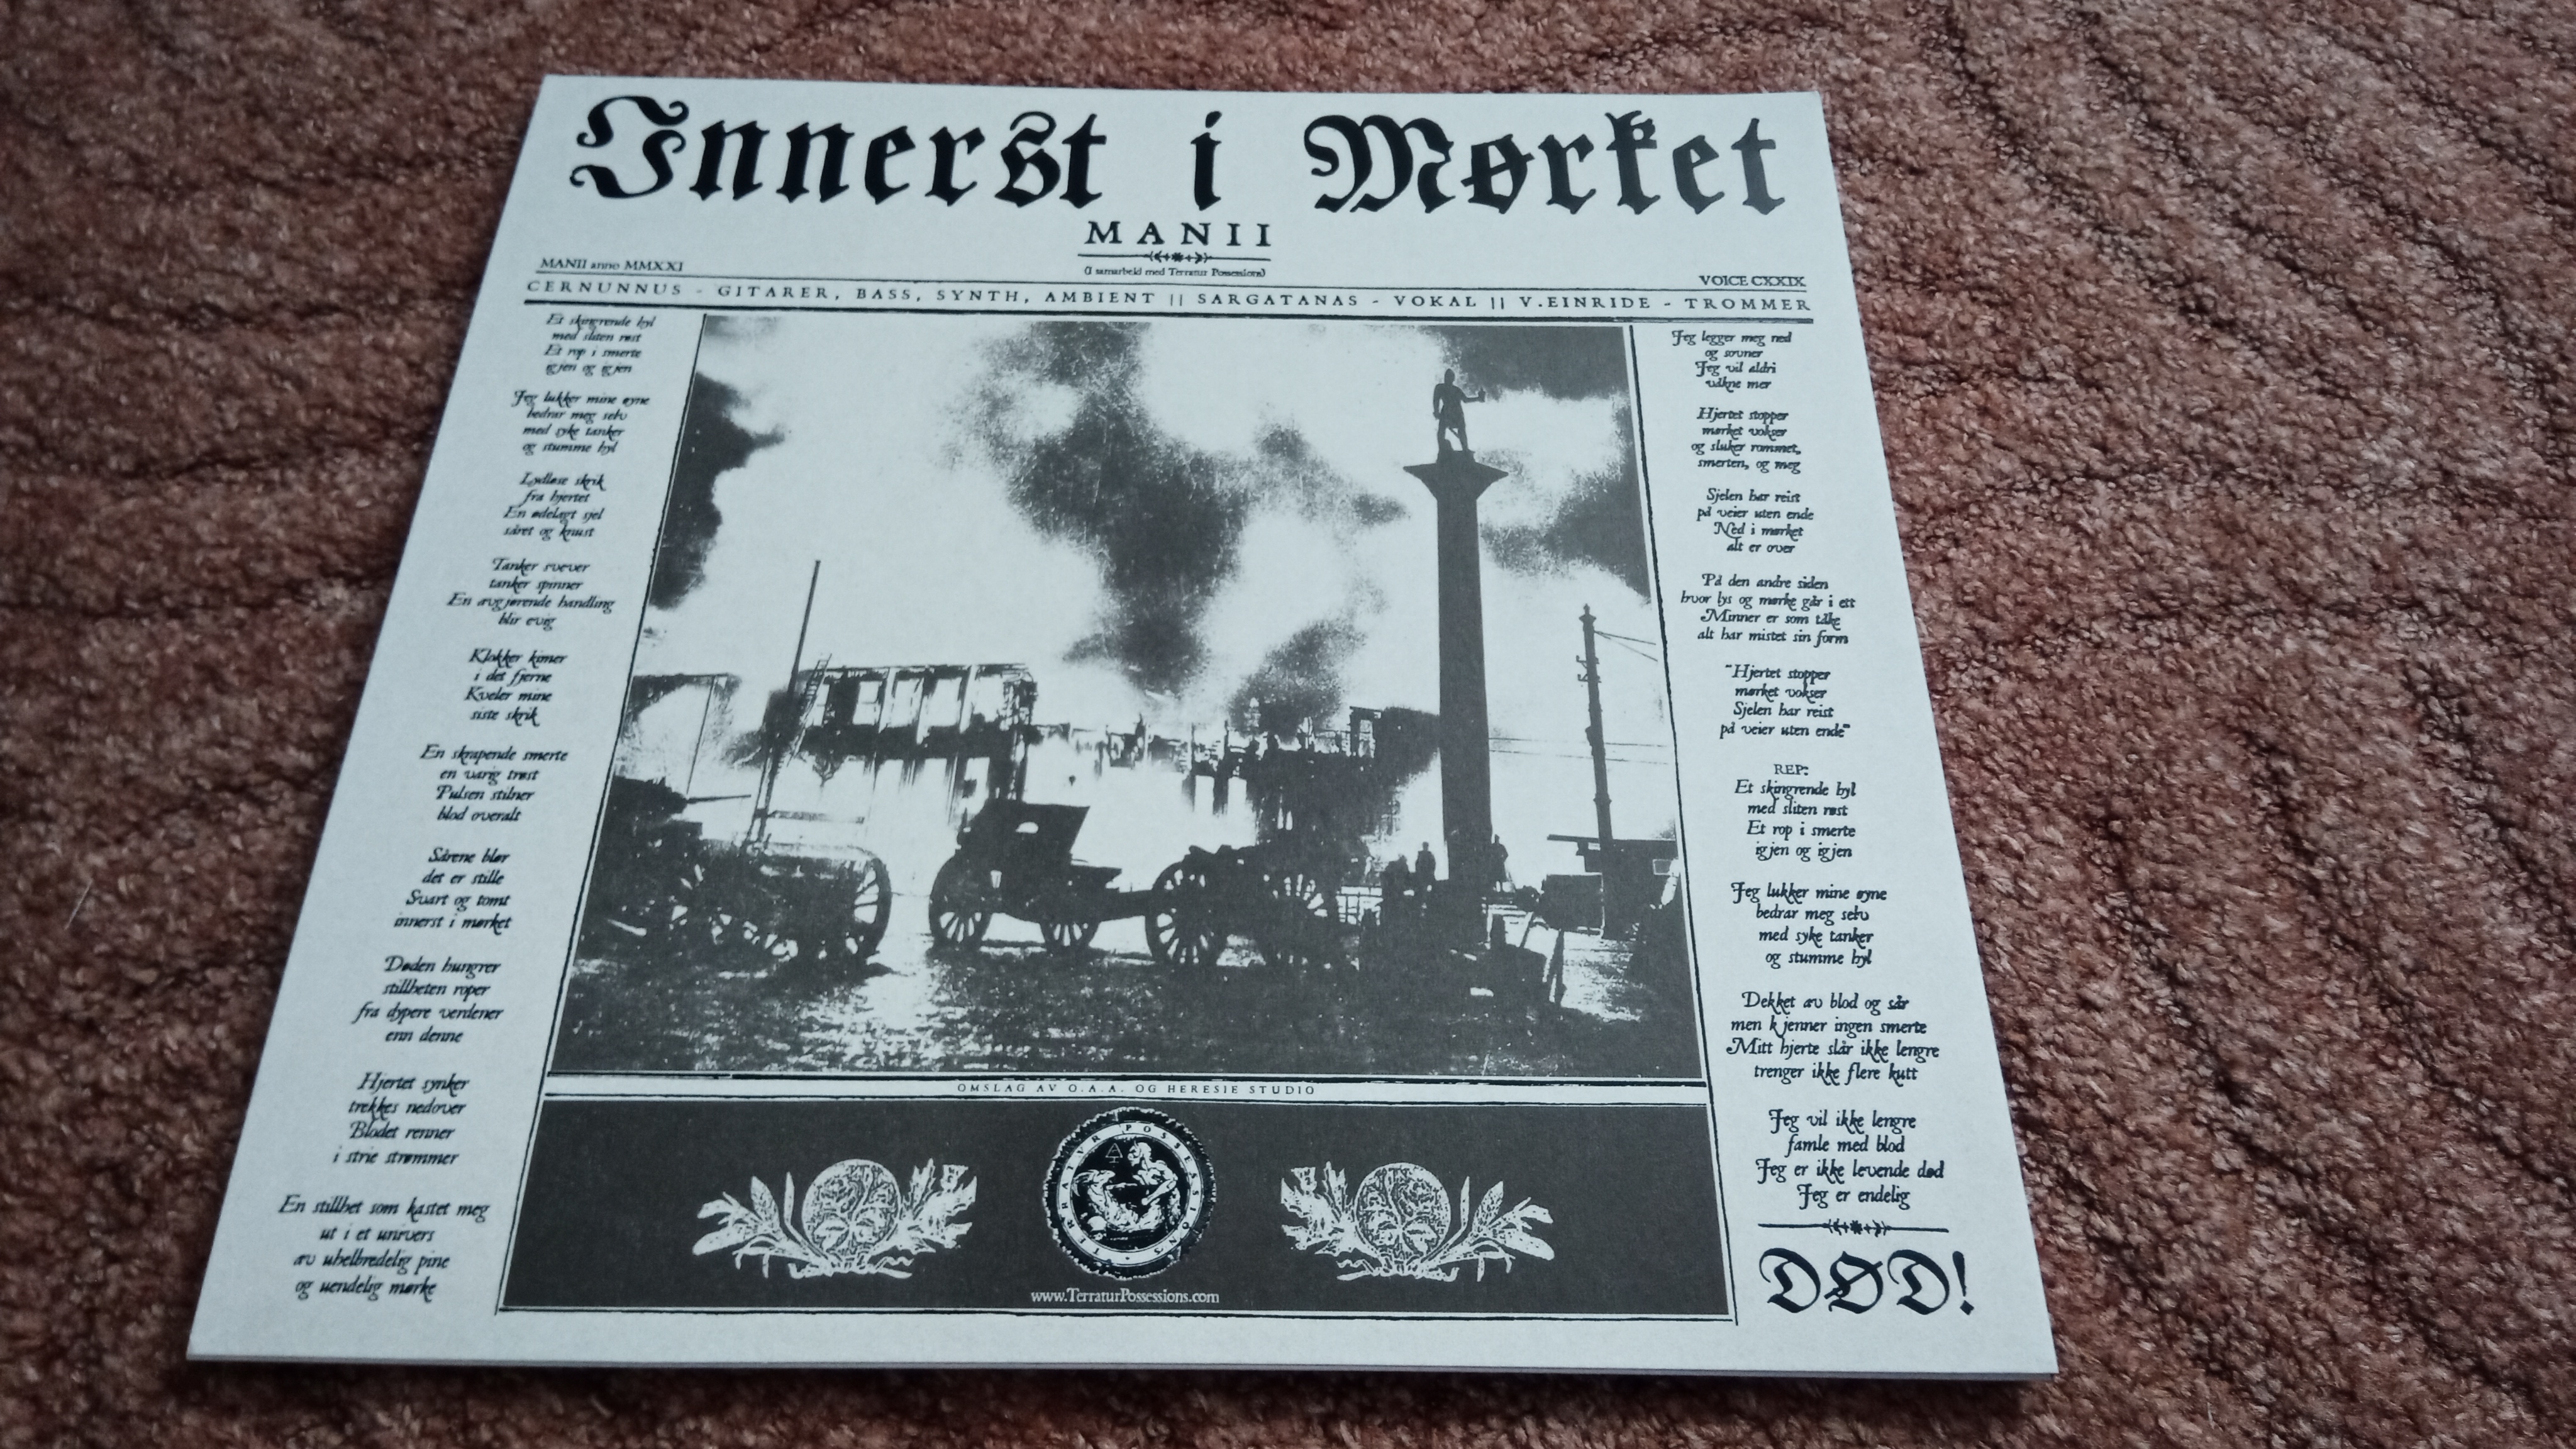 Innerst i Mørket
MANII
(I samarbeid med Terratur Possessions)
MANII anno MMXXI
VOICE CXXIX
CERNUNNUS - GITARER, BASS, SYNTH, AMBIENT || SARGATANAS - VOKAL || V.EINRIDE - TROMMER
Et skingrende hyl
med sliten røst
Et rop i smerte
igjen og igjen
Jeg lukker mine øyne
bedrar meg selv
med syke tanker
og stumme hyl
Lydløse skrik
fra hjertet
En ødelagt sjel
såret og knust
Tanker svever
tanker spinner
En avgjørende handling
blir evig
Klokker kimer
i det fjerne
Kveler mine
siste skrik
En skrapende smerte
en varig trøst
Pulsen stilner
blod overalt
Sårene blør
det er stille
Svart og tomt
innerst i mørket
Døden hungrer
stillheten roper
fra dypere verdener
enn denne
Hjertet synker
trekkes nedover
Blodet renner
i strie strømmer
En stillhet som kastet meg
ut i et univers
av uhelbredelig pine
og uendelig mørke
Jeg legger meg ned
og sovner
Jeg vil aldri
våkne mer
Hjertet stopper
mørket vokser
og sluker rommet,
smerten, og meg
Sjelen har reist
på veier uten ende
Ned i mørket
alt er over
På den andre siden
hvor lys og mørke går i ett
Minner er som tåke
alt har mistet sin form
"Hjertet stopper
mørket vokser
Sjelen har reist
på veier uten ende"
REP:
Et skingrende hyl
med sliten røst
Et rop i smerte
igjen og igjen
Jeg lukker mine øyne
bedrar meg selv
med syke tanker
og stumme hyl
Dekket av blod og sår
men kjenner ingen smerte
Mitt hjerte slår ikke lengre
trenger ikke flere kutt
Jeg vil ikke lengre
famle med blod
Jeg er ikke levende død
Jeg er endelig
DØD!
OMSLAG AV O.A.A. OG HERESIE STUDIO
TERRATVR POSSESSIONS
www.TerraturPossessions.com